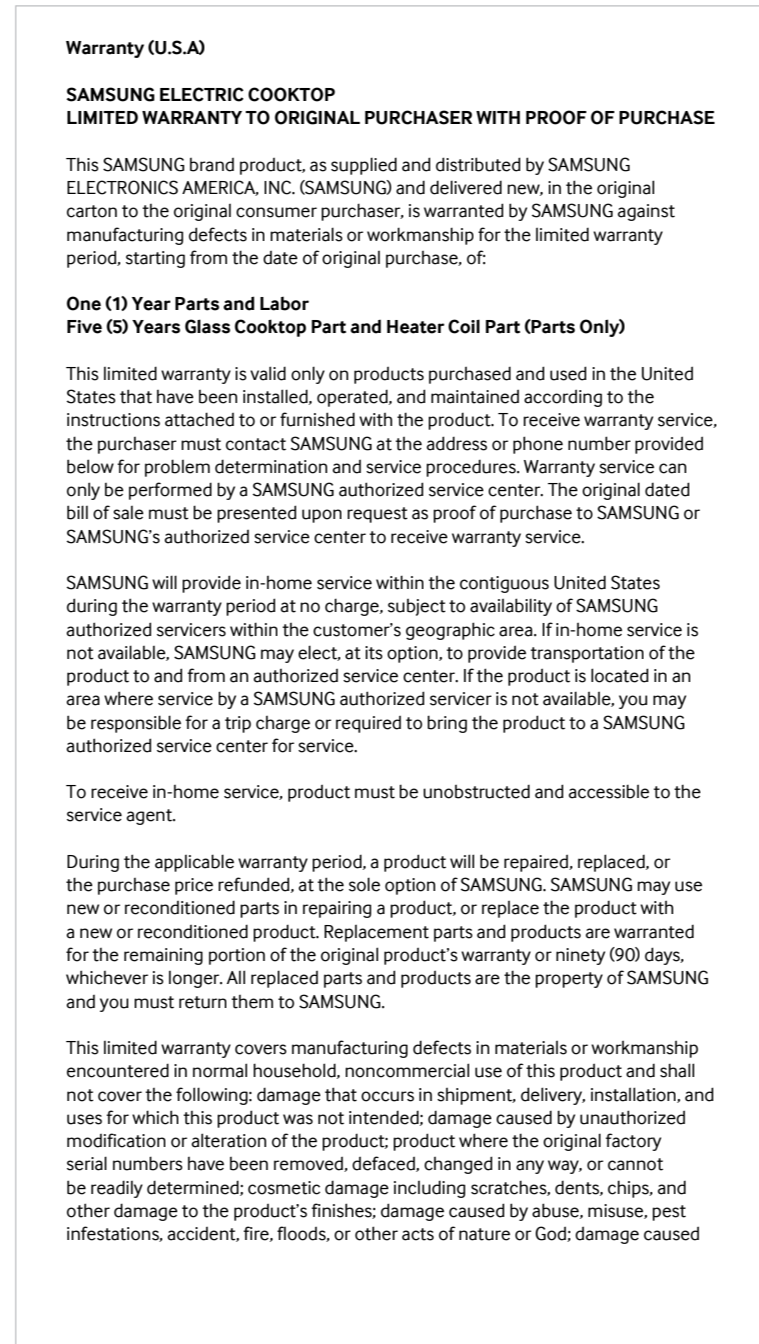 Warranty (U.S.A)
SAMSUNG ELECTRIC COOKTOP
LIMITED WARRANTY TO ORIGINAL PURCHASER WITH PROOF OF PURCHASE
This SAMSUNG brand product, as supplied and distributed by SAMSUNG
ELECTRONICS AMERICA, INC. (SAMSUNG) and delivered new, in the original
carton to the original consumer purchaser, is warranted by SAMSUNG against
manufacturing defects in materials or workmanship for the limited warranty
period, starting from the date of original purchase, of:
One (1) Year Parts and Labor
Five (5) Years Glass Cooktop Part and Heater Coil Part (Parts Only)
This limited warranty is valid only on products purchased and used in the United
States that have been installed, operated, and maintained according to the
instructions attached to or furnished with the product. To receive warranty service,
the purchaser must contact SAMSUNG at the address or phone number provided
below for problem determination and service procedures. Warranty service can
only be performed by a SAMSUNG authorized service center. The original dated
bill of sale must be presented upon request as proof of purchase to SAMSUNG or
SAMSUNG's authorized service center to receive warranty service.
SAMSUNG will provide in-home service within the contiguous United States
during the warranty period at no charge, subject to availability of SAMSUNG
authorized servicers within the customer's geographic area. If in-home service is
not available, SAMSUNG may elect, at its option, to provide transportation of the
product to and from an authorized service center. If the product is located in an
area where service by a SAMSUNG authorized servicer is not available, you may
be responsible for a trip charge or required to bring the product to a SAMSUNG
authorized service center for service.
To receive in-home service, product must be unobstructed and accessible to the
service agent.
During the applicable warranty period, a product will be repaired, replaced, or
the purchase price refunded, at the sole option of SAMSUNG. SAMSUNG may use
new or reconditioned parts in repairing a product, or replace the product with
a new or reconditioned product. Replacement parts and products are warranted
for the remaining portion of the original product's warranty or ninety (90) days,
whichever is longer. All replaced parts and products are the property of SAMSUNG
and you must return them to SAMSUNG.
This limited warranty covers manufacturing defects in materials or workmanship
encountered in normal household, noncommercial use of this product and shall
not cover the following: damage that occurs in shipment, delivery, installation, and
uses for which this product was not intended; damage caused by unauthorized
modification or alteration of the product; product where the original factory
serial numbers have been removed, defaced, changed in any way, or cannot
be readily determined; cosmetic damage including scratches, dents, chips, and
other damage to the product's finishes; damage caused by abuse, misuse, pest
infestations, accident, fire, floods, or other acts of nature or God; damage caused